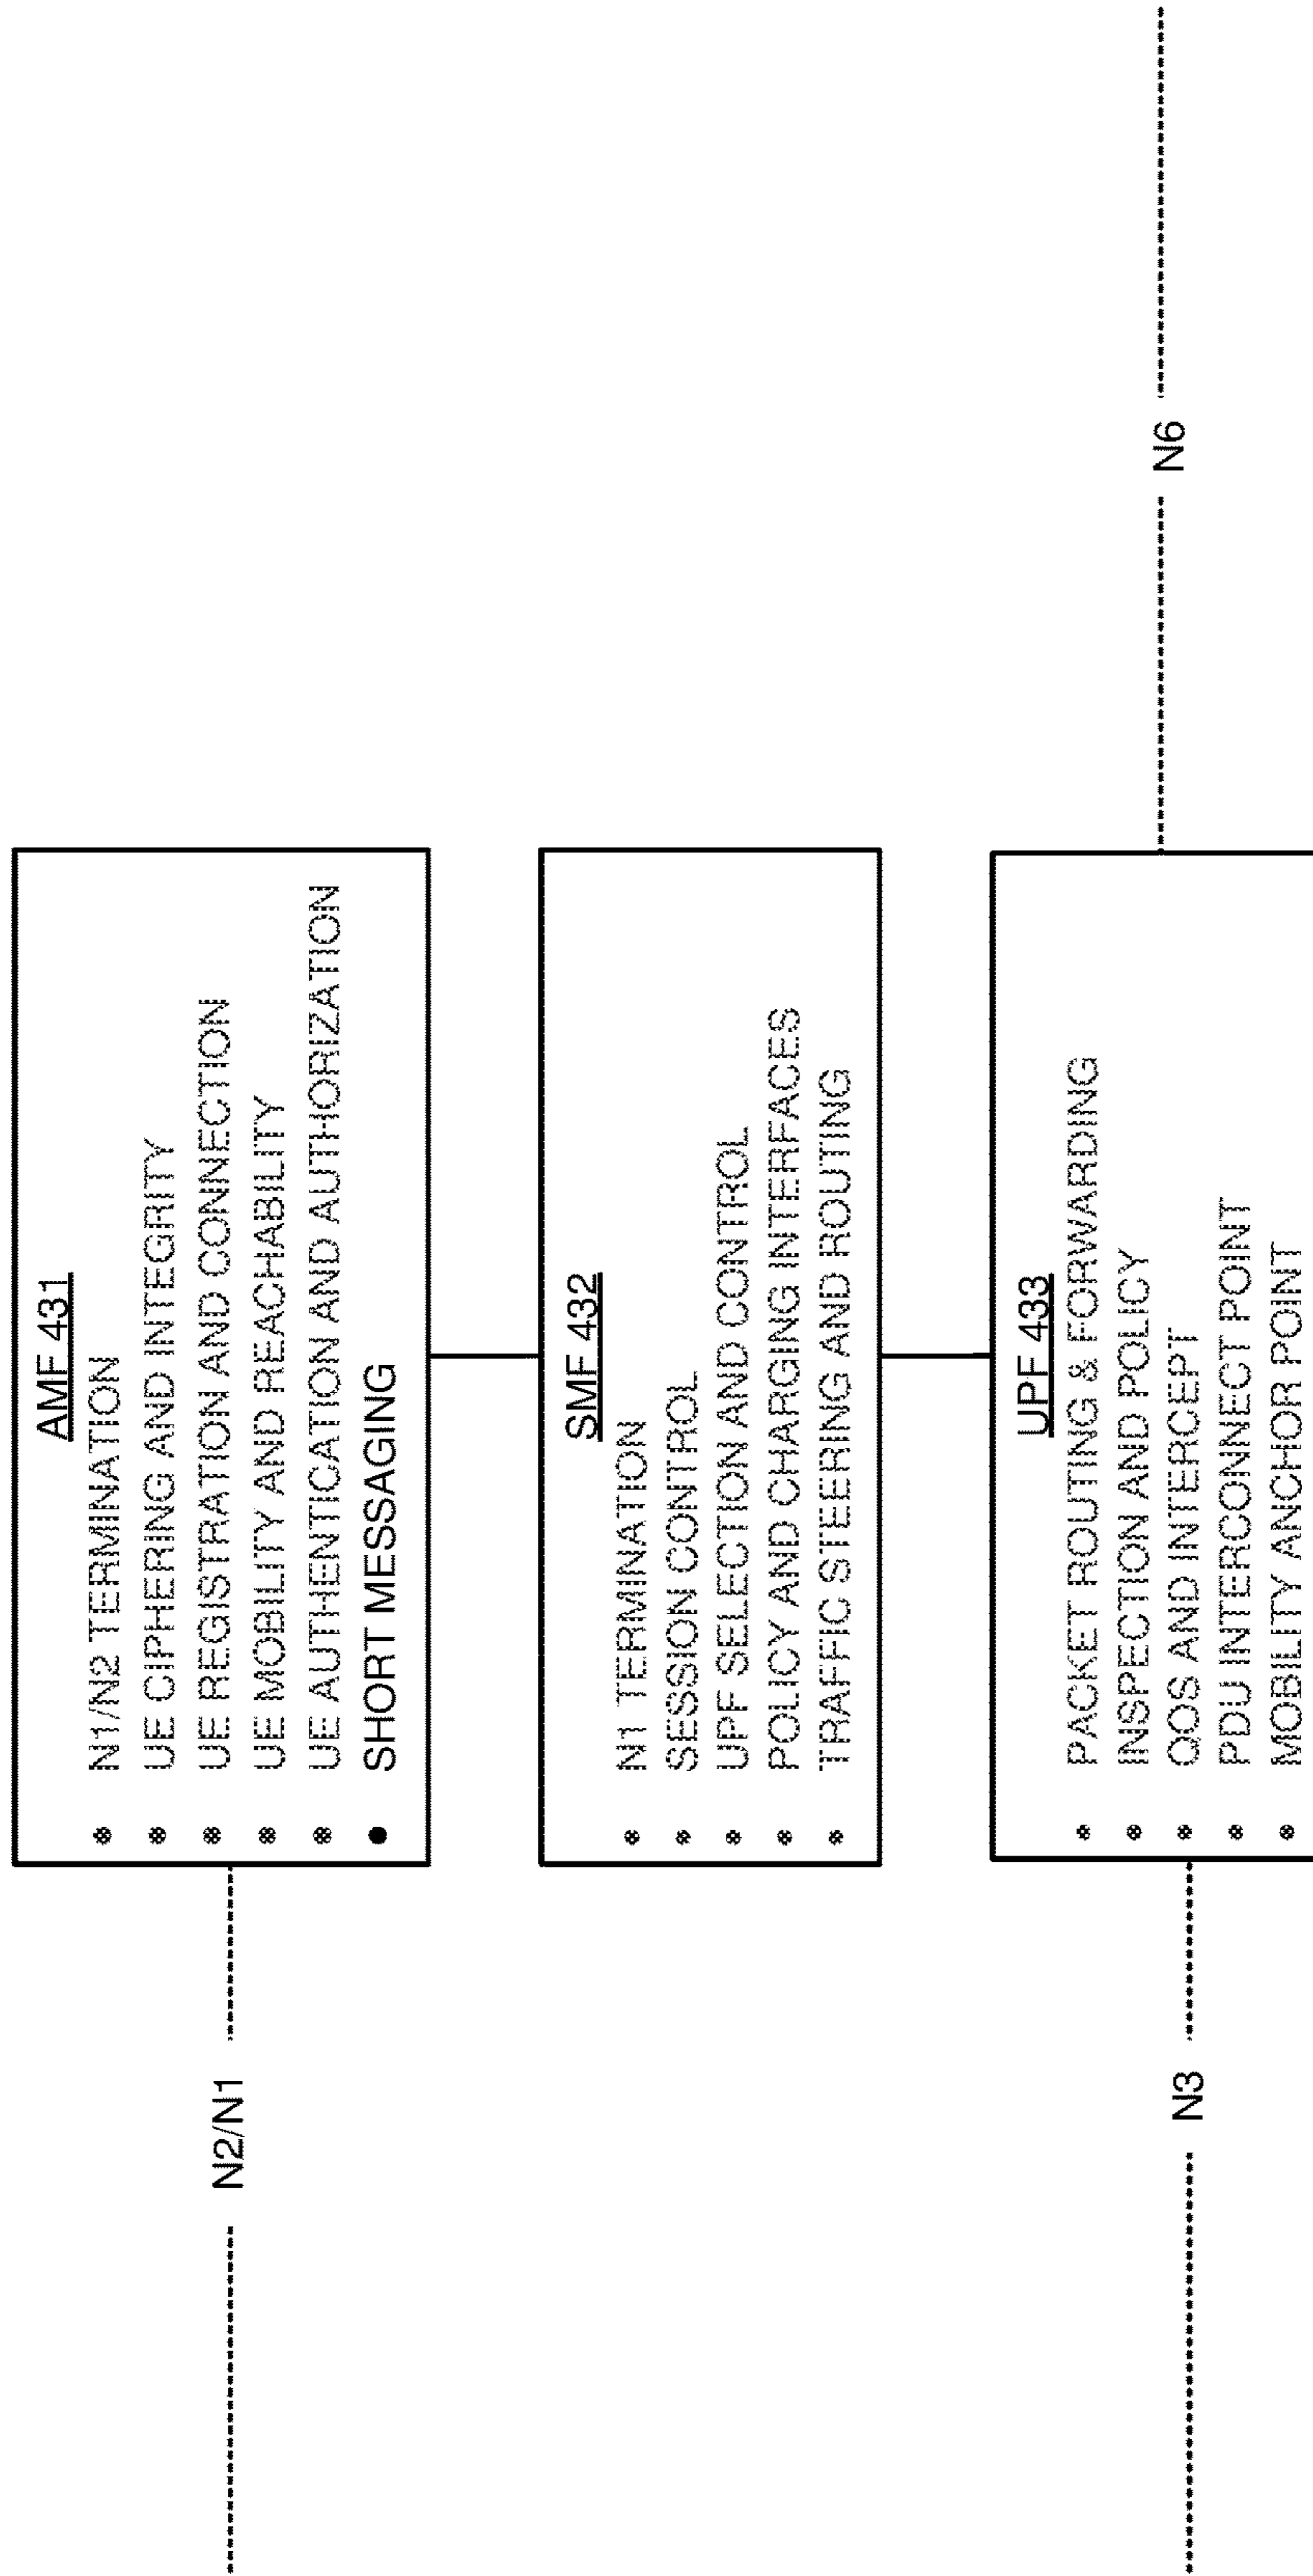 AMF 431
N1/N2 TERMINATION
UE CIPHERING AND INTEGRITY
UE REGISTRATION AND CONNECTION
UE MOBILITY AND REACHABILITY
UE AUTHENTICATION AND AUTHORIZATION
SHORT MESSAGING
N2/N1
SMF 432
N1 TERMINATION
SESSION CONTROL
UPF SELECTION AND CONTROL
POLICY AND CHARGING INTERFACES
TRAFFIC STEERING AND ROUTING
UPF 433
PACKET ROUTING & FORWARDING
INSPECTION AND POLICY
QOS AND INTERCEPT
PDU INTERCONNECT POINT
MOBILITY ANCHOR POINT
N3
N6